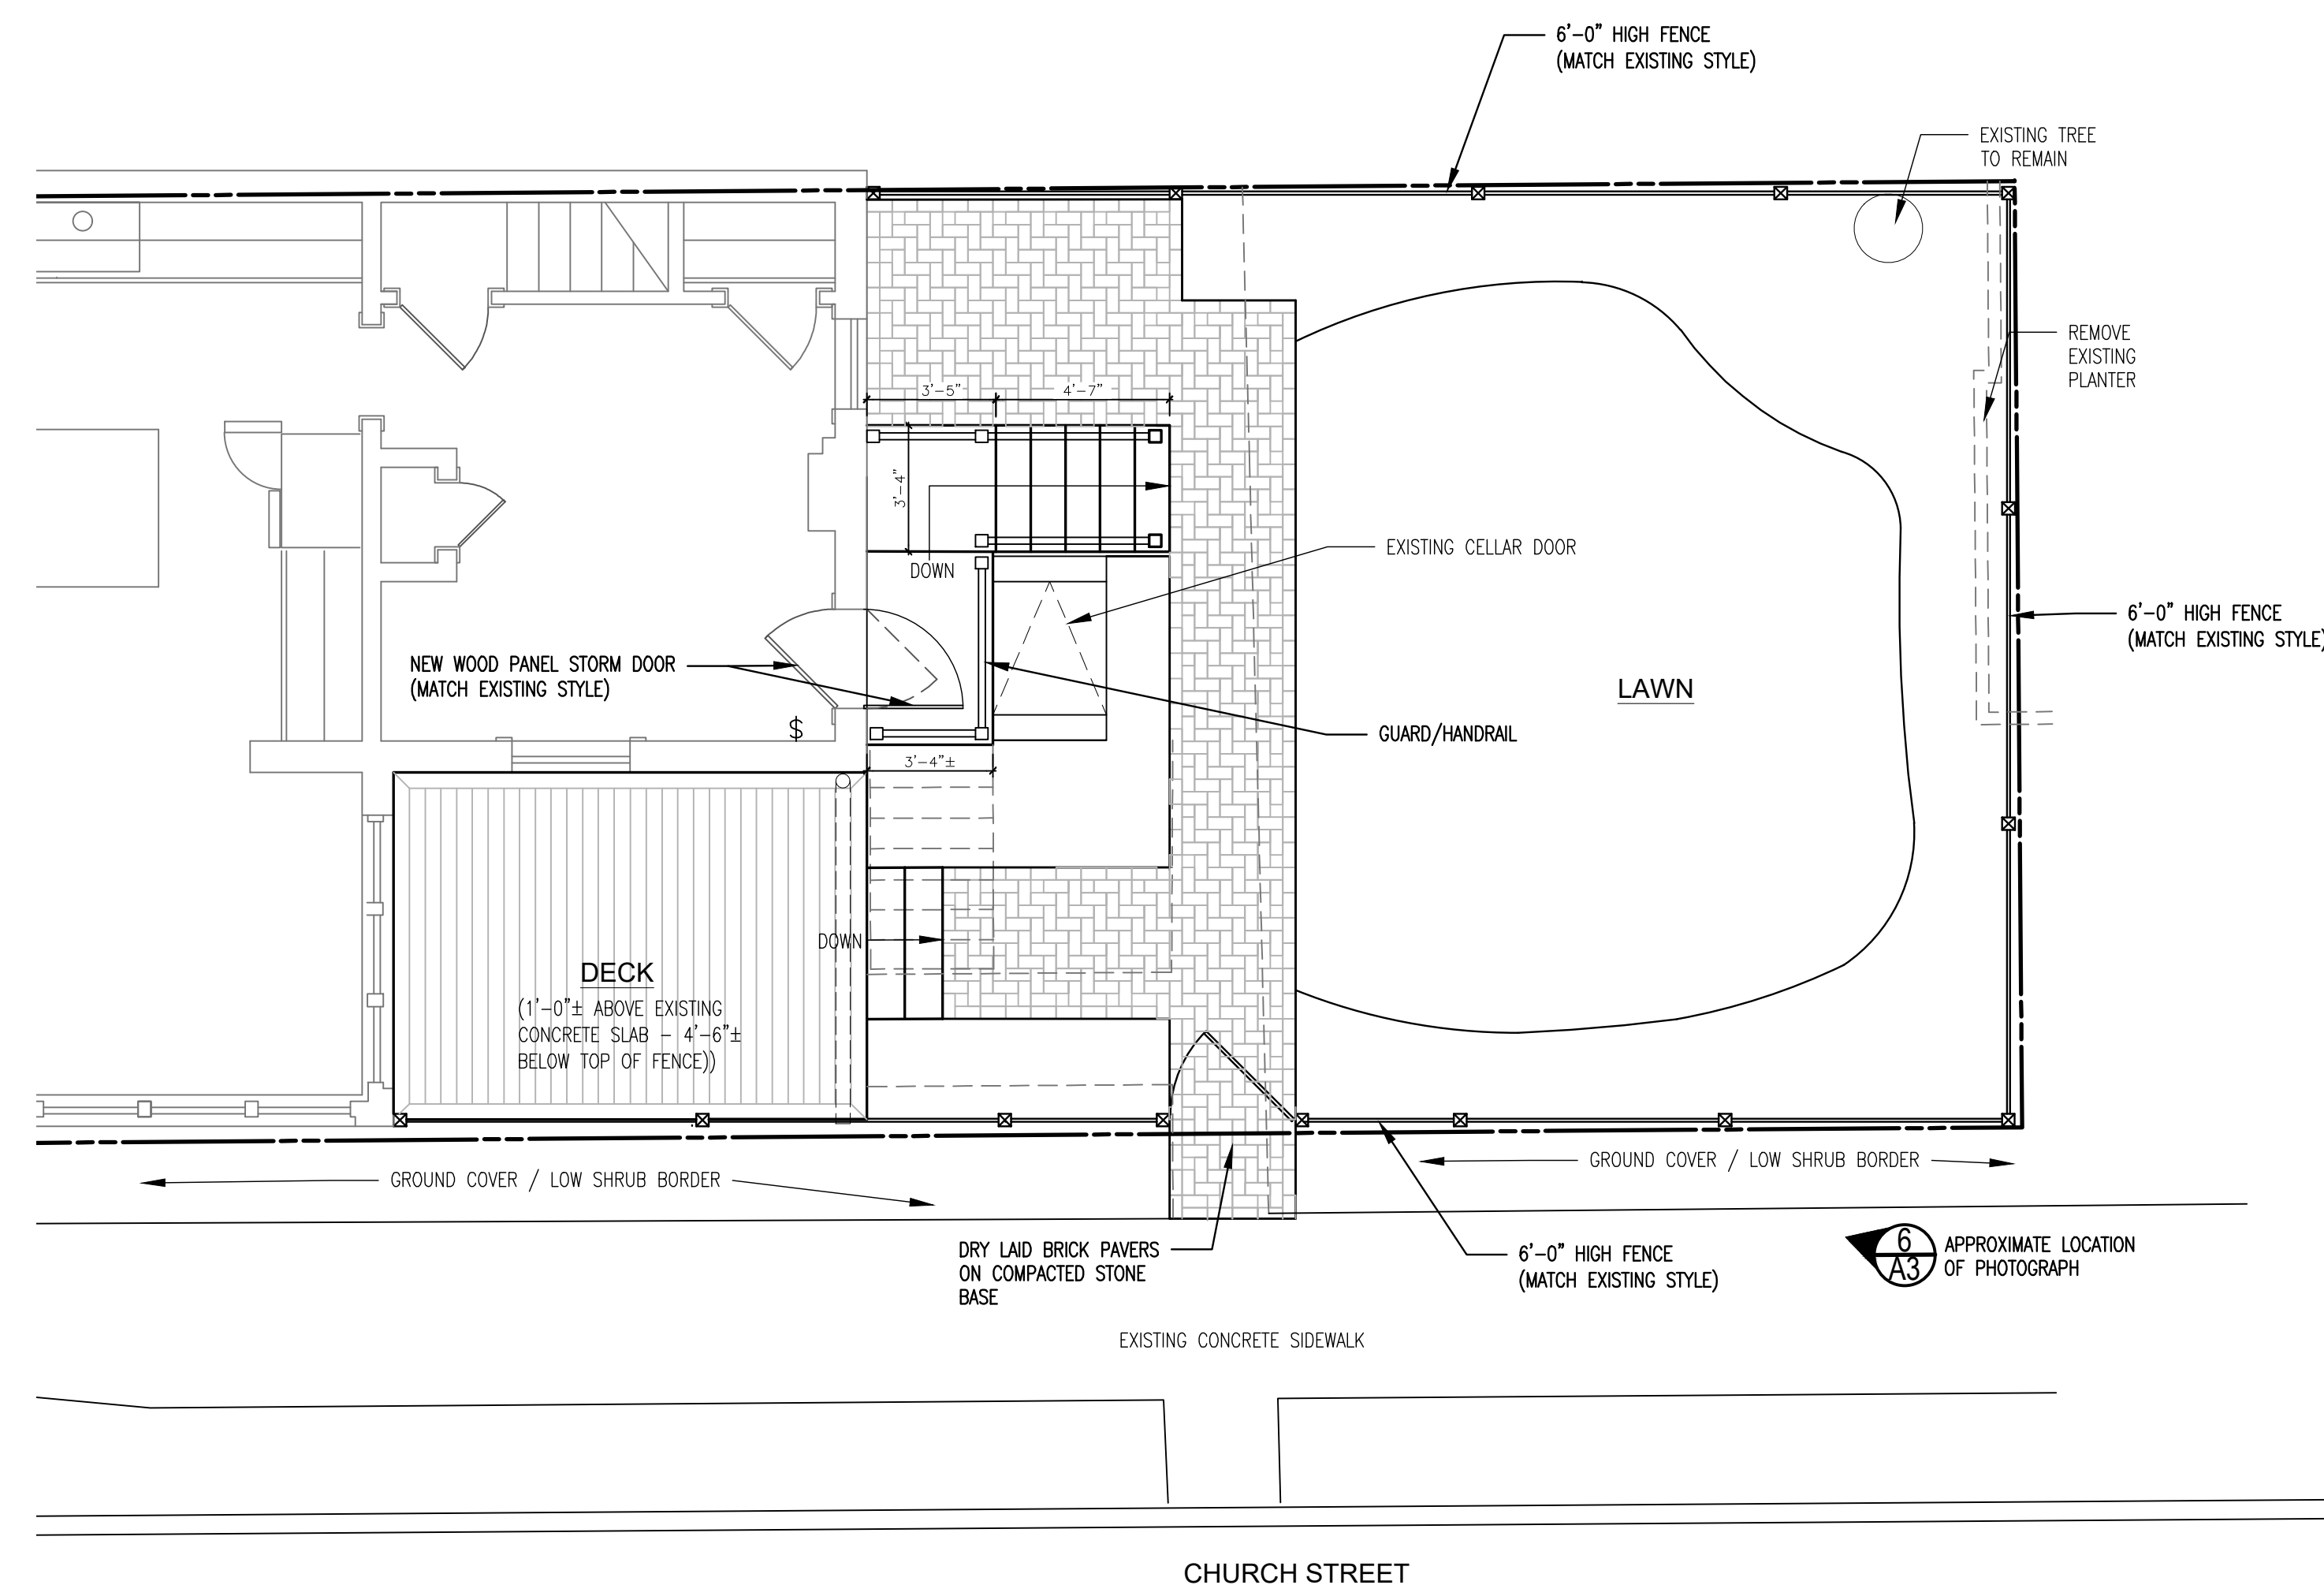 6'-0" HIGH FENCE
(MATCH EXISTING STYLE)
EXISTING TREE
TO REMAIN
REMOVE
EXISTING
PLANTER
3'-5"
4'-7"
3'-4"
DOWN
EXISTING CELLAR DOOR
6'-0" HIGH FENCE
(MATCH EXISTING STYLE)
NEW WOOD PANEL STORM DOOR
(MATCH EXISTING STYLE)
LAWN
$
GUARD/HANDRAIL
3'-4"±
DOWN
DECK
(1'-0"± ABOVE EXISTING
CONCRETE SLAB - 4'-6"±
BELOW TOP OF FENCE))
GROUND COVER / LOW SHRUB BORDER
GROUND COVER / LOW SHRUB BORDER
DRY LAID BRICK PAVERS
ON COMPACTED STONE
BASE
6'-0" HIGH FENCE
(MATCH EXISTING STYLE)
6
A3
APPROXIMATE LOCATION
OF PHOTOGRAPH
EXISTING CONCRETE SIDEWALK
CHURCH STREET